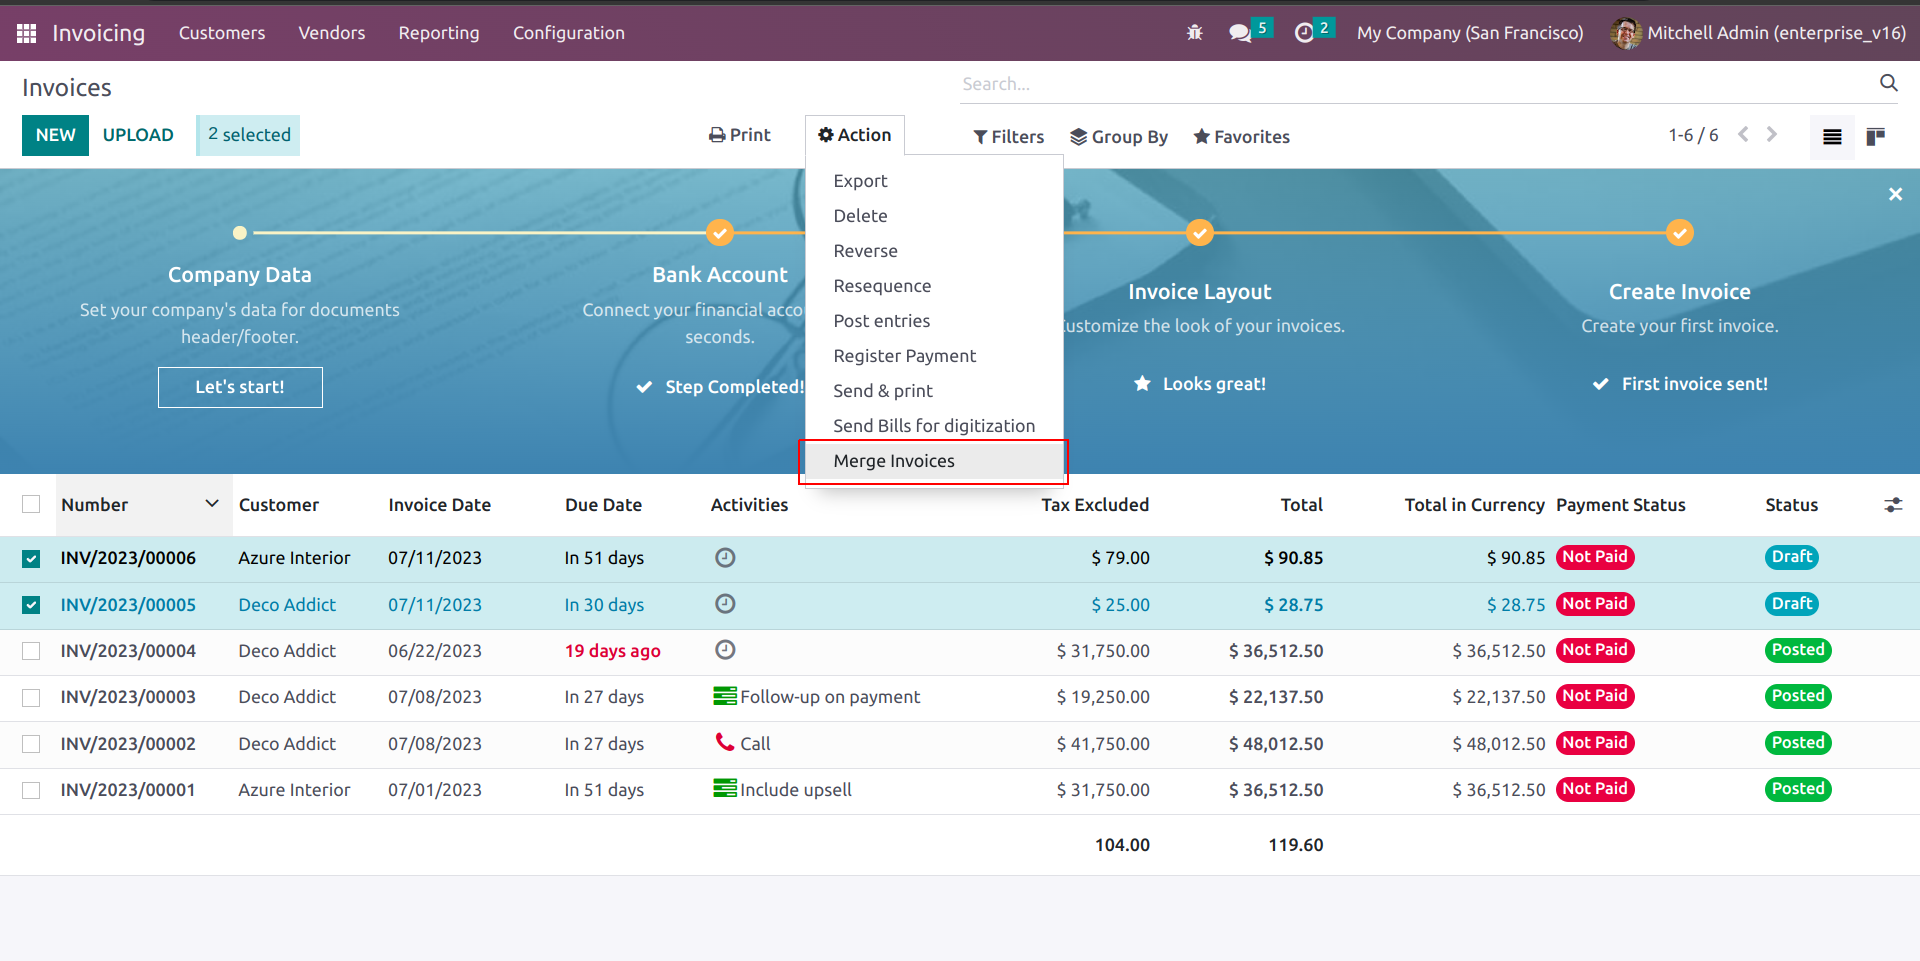 Invoicing Customers Vendors Reporting Configuration 5 2 My Company (San Francisco) Mitchell Admin (enterprise_v16)
Invoices Search...
NEW UPLOAD 2 selected Print Action Filters Group By Favorites 1-6 / 6
Export
Delete
Reverse
Resequence
Post entries
Register Payment
Send & print
Send Bills for digitization
Merge Invoices
Company Data
Set your company's data for documents
header/footer.
Let's start!
Bank Account
Connect your financial
seconds.
Step Completed!
Invoice Layout
the look of your invoices.
Looks great!
Create Invoice
Create your first invoice.
First invoice sent!
Number Customer Invoice Date Due Date Activities Tax Excluded Total Total in Currency Payment Status Status
INV/2023/00006 Azure Interior 07/11/2023 In 51 days $ 79.00 $ 90.85 $ 90.85 Not Paid Draft
INV/2023/00005 Deco Addict 07/11/2023 In 30 days $ 25.00 $ 28.75 $ 28.75 Not Paid Draft
INV/2023/00004 Deco Addict 06/22/2023 19 days ago $ 31,750.00 $ 36,512.50 $ 36,512.50 Not Paid Posted
INV/2023/00003 Deco Addict 07/08/2023 In 27 days Follow-up on payment $ 19,250.00 $ 22,137.50 $ 22,137.50 Not Paid Posted
INV/2023/00002 Deco Addict 07/08/2023 In 27 days Call $ 41,750.00 $ 48,012.50 $ 48,012.50 Not Paid Posted
INV/2023/00001 Azure Interior 07/01/2023 In 51 days Include upsell $ 31,750.00 $ 36,512.50 $ 36,512.50 Not Paid Posted
104.00 119.60